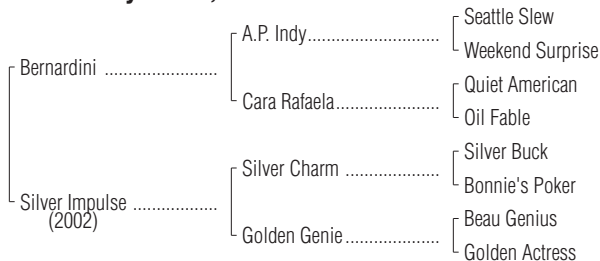 Seattle Slew
A.P. Indy
Weekend Surprise
Bernardini
Quiet American
Cara Rafaela
Oil Fable
Silver Buck
Silver Charm
Bonnie's Poker
Silver Impulse
(2002)
Beau Genius
Golden Genie
Golden Actress